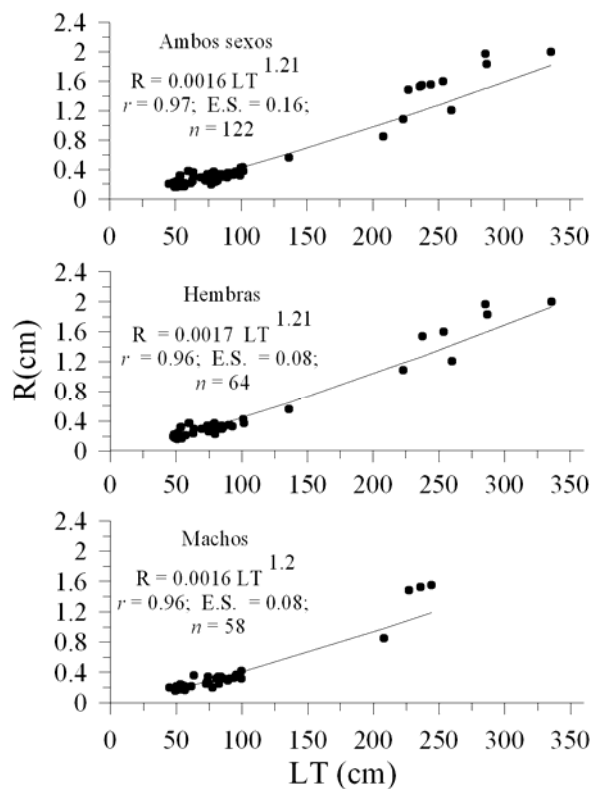 2.4
2
1.6
1.2
0.8
0.4
0
Ambos sexos
R = 0.0016 LT 1.21
r = 0.97; E.S. = 0.16;
n = 122
0 50 100 150 200 250 300 350
2.4
2
1.6
1.2
0.8
0.4
0
Hembras
R = 0.0017 LT 1.21
r = 0.96; E.S. = 0.08;
n = 64
0 50 100 150 200 250 300 350
R(cm)
2.4
2
1.6
1.2
0.8
0.4
0
Machos
R = 0.0016 LT 1.2
r = 0.96; E.S. = 0.08;
n = 58
0 50 100 150 200 250 300 350
LT (cm)